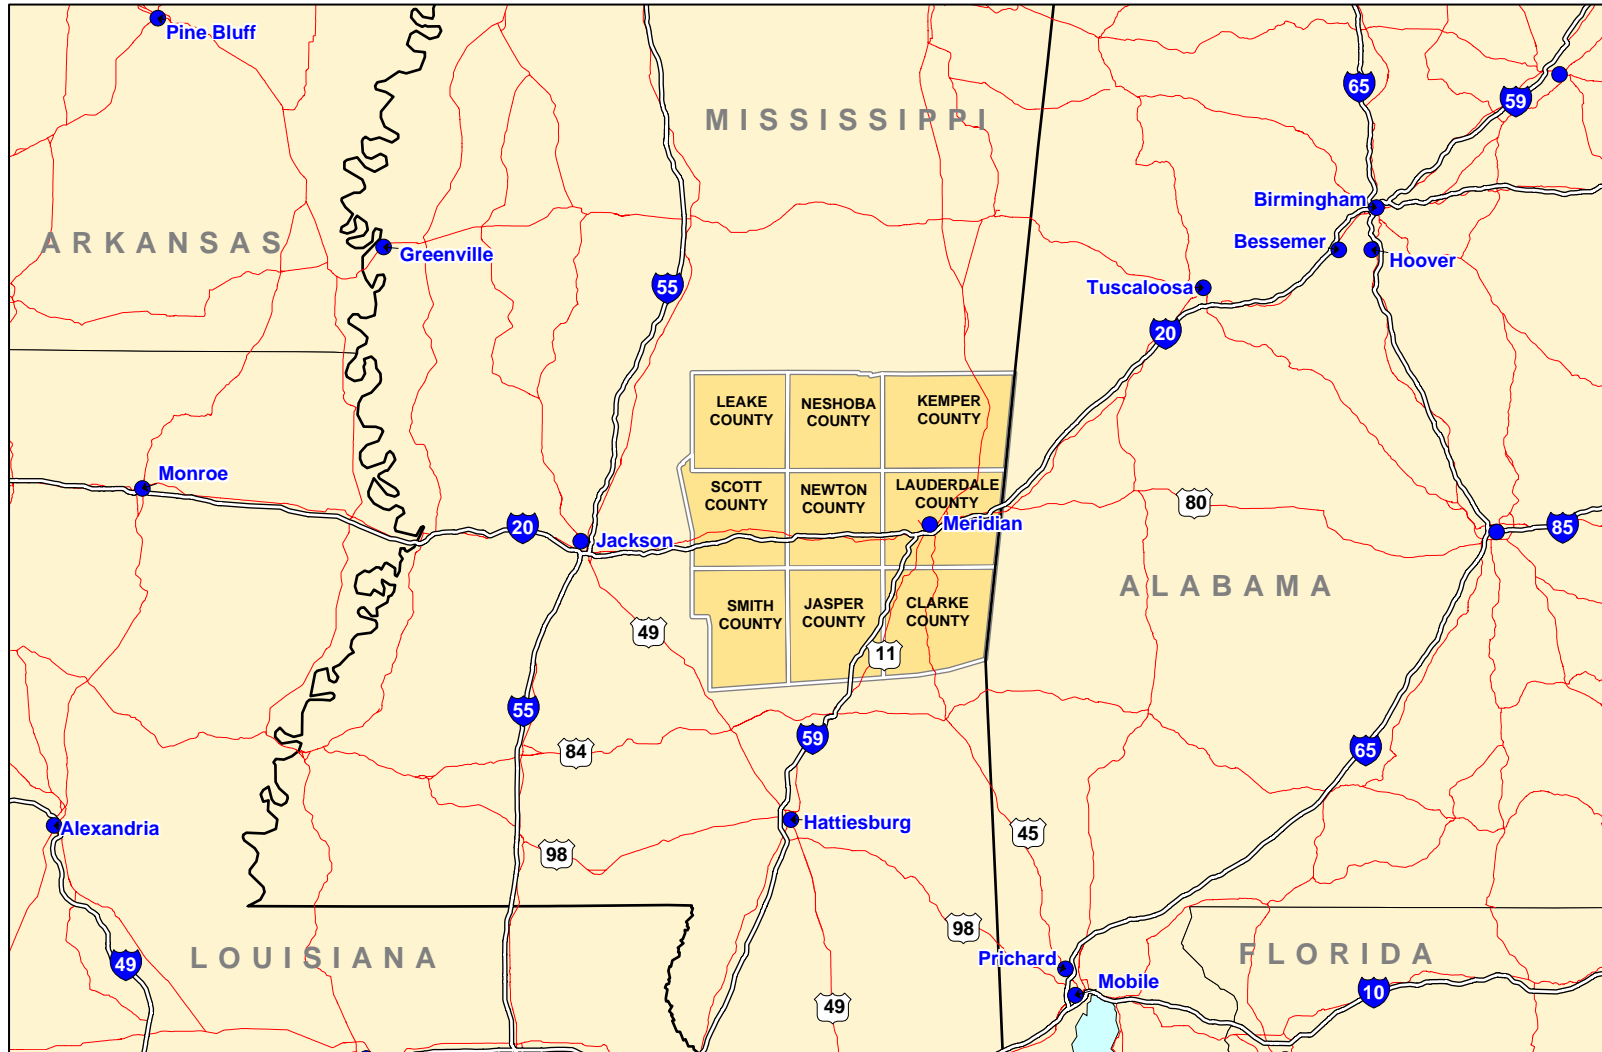 Pine Bluff
65
59
MISSISSIPPI
Birmingham
ARKANSAS
Greenville
Bessemer
Hoover
55
Tuscaloosa
20
LEAKE
COUNTY
NESHOBA
COUNTY
KEMPER
COUNTY
Monroe
SCOTT
COUNTY
NEWTON
COUNTY
LAUDERDALE
COUNTY
80
20
Jackson
Meridian
85
ALABAMA
SMITH
COUNTY
JASPER
COUNTY
CLARKE
COUNTY
49
11
55
59
84
65
Alexandria
Hattiesburg
45
98
98
LOUISIANA
FLORIDA
49
Prichard
Mobile
10
49